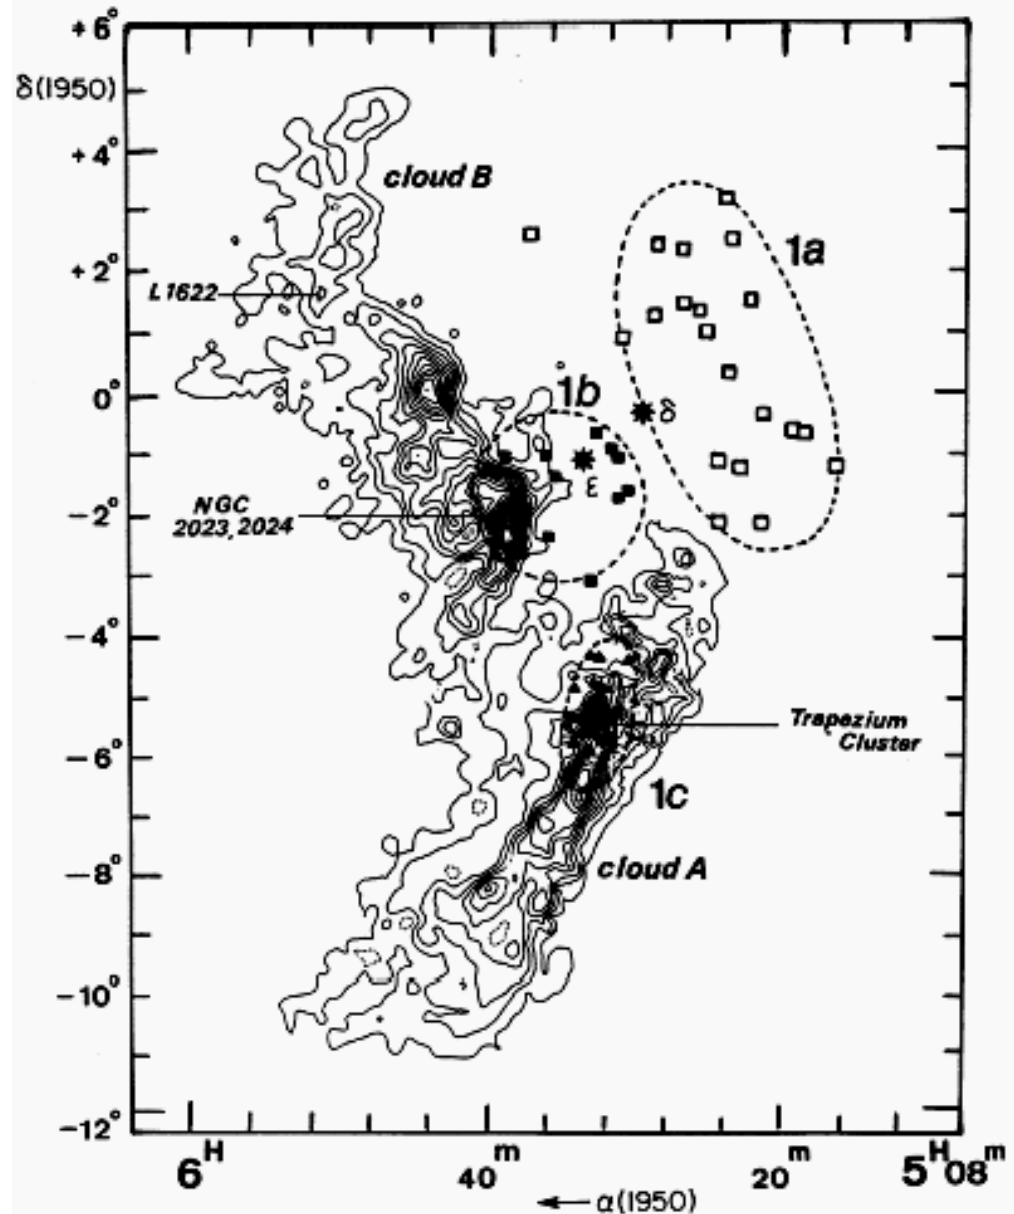 +6°
δ(1950)
+4°
cloud B
1a
+2°
L1622
0°
1b
δ
ε
NGC
2023,2024
-2°
-4°
Trapezium
Cluster
-6°
1c
cloud A
-8°
-10°
-12°
6H 40m 20m 5H08m
← α(1950)